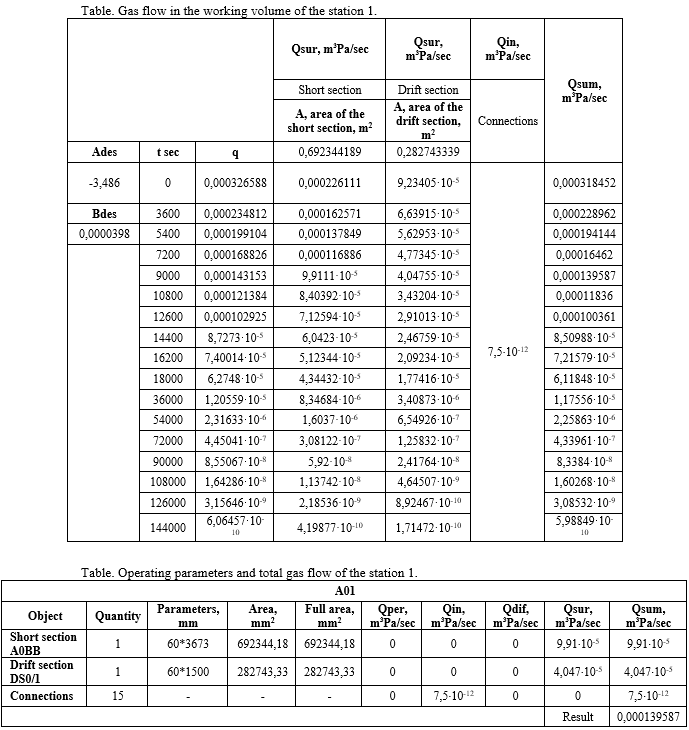 Table. Gas flow in the working volume of the station 1.
Qsur, m³Pa/sec Qsur, m³Pa/sec Qin, m³Pa/sec Qsum, m³Pa/sec
Short section Drift section Connections
A, area of the short section, m² A, area of the drift section, m²
Ades t sec q 0,692344189 0,282743339
-3,486 0 0,000326588 0,000226111 9,23405·10⁻⁵ 7,5·10⁻¹² 0,000318452
Bdes 3600 0,000234812 0,000162571 6,63915·10⁻⁵ 0,000228962
0,0000398 5400 0,000199104 0,000137849 5,62953·10⁻⁵ 0,000194144
7200 0,000168826 0,000116886 4,77345·10⁻⁵ 0,00016462
9000 0,000143153 9,9111·10⁻⁵ 4,04755·10⁻⁵ 0,000139587
10800 0,000121384 8,40392·10⁻⁵ 3,43204·10⁻⁵ 0,00011836
12600 0,000102925 7,12594·10⁻⁵ 2,91013·10⁻⁵ 0,000100361
14400 8,7273·10⁻⁵ 6,0423·10⁻⁵ 2,46759·10⁻⁵ 8,50988·10⁻⁵
16200 7,40014·10⁻⁵ 5,12344·10⁻⁵ 2,09234·10⁻⁵ 7,21579·10⁻⁵
18000 6,2748·10⁻⁵ 4,34432·10⁻⁵ 1,77416·10⁻⁵ 6,11848·10⁻⁵
36000 1,20559·10⁻⁵ 8,34684·10⁻⁶ 3,40873·10⁻⁶ 1,17556·10⁻⁵
54000 2,31633·10⁻⁶ 1,6037·10⁻⁶ 6,54926·10⁻⁷ 2,25863·10⁻⁶
72000 4,45041·10⁻⁷ 3,08122·10⁻⁷ 1,25832·10⁻⁷ 4,33961·10⁻⁷
90000 8,55067·10⁻⁸ 5,92·10⁻⁸ 2,41764·10⁻⁸ 8,3384·10⁻⁸
108000 1,64286·10⁻⁸ 1,13742·10⁻⁸ 4,64507·10⁻⁹ 1,60268·10⁻⁸
126000 3,15646·10⁻⁹ 2,18536·10⁻⁹ 8,92467·10⁻¹⁰ 3,08532·10⁻⁹
144000 6,06457·10⁻¹⁰ 4,19877·10⁻¹⁰ 1,71472·10⁻¹⁰ 5,98849·10⁻¹⁰
Table. Operating parameters and total gas flow of the station 1.
A01
Object Quantity Parameters, mm Area, mm² Full area, mm² Qper, m³Pa/sec Qin, m³Pa/sec Qdif, m³Pa/sec Qsur, m³Pa/sec Qsum, m³Pa/sec
Short section A0BB 1 60*3673 692344,18 692344,18 0 0 0 9,91·10⁻⁵ 9,91·10⁻⁵
Drift section DS0/1 1 60*1500 282743,33 282743,33 0 0 0 4,047·10⁻⁵ 4,047·10⁻⁵
Connections 15 - - - 0 7,5·10⁻¹² 0 0 7,5·10⁻¹²
Result 0,000139587